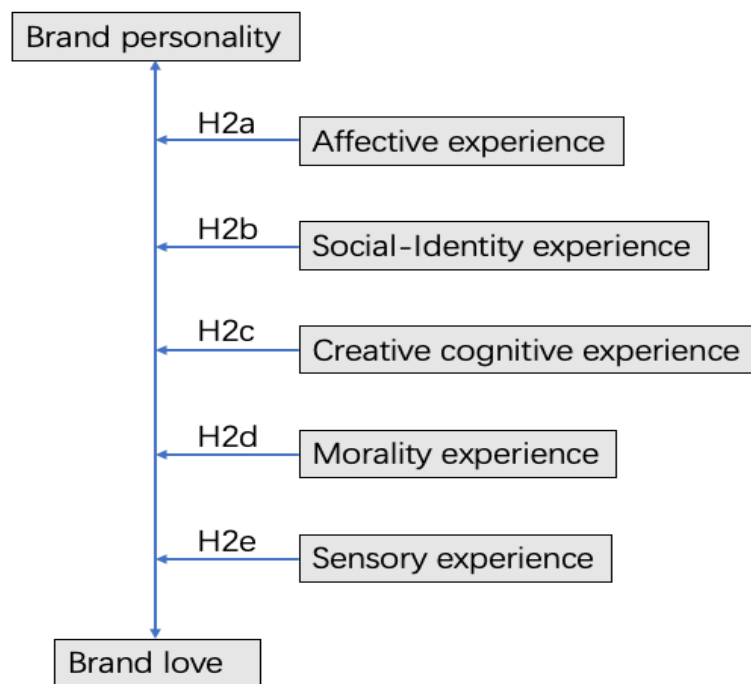 Brand personality
H2a
Affective experience
H2b
Social-Identity experience
H2c
Creative cognitive experience
H2d
Morality experience
H2e
Sensory experience
Brand love